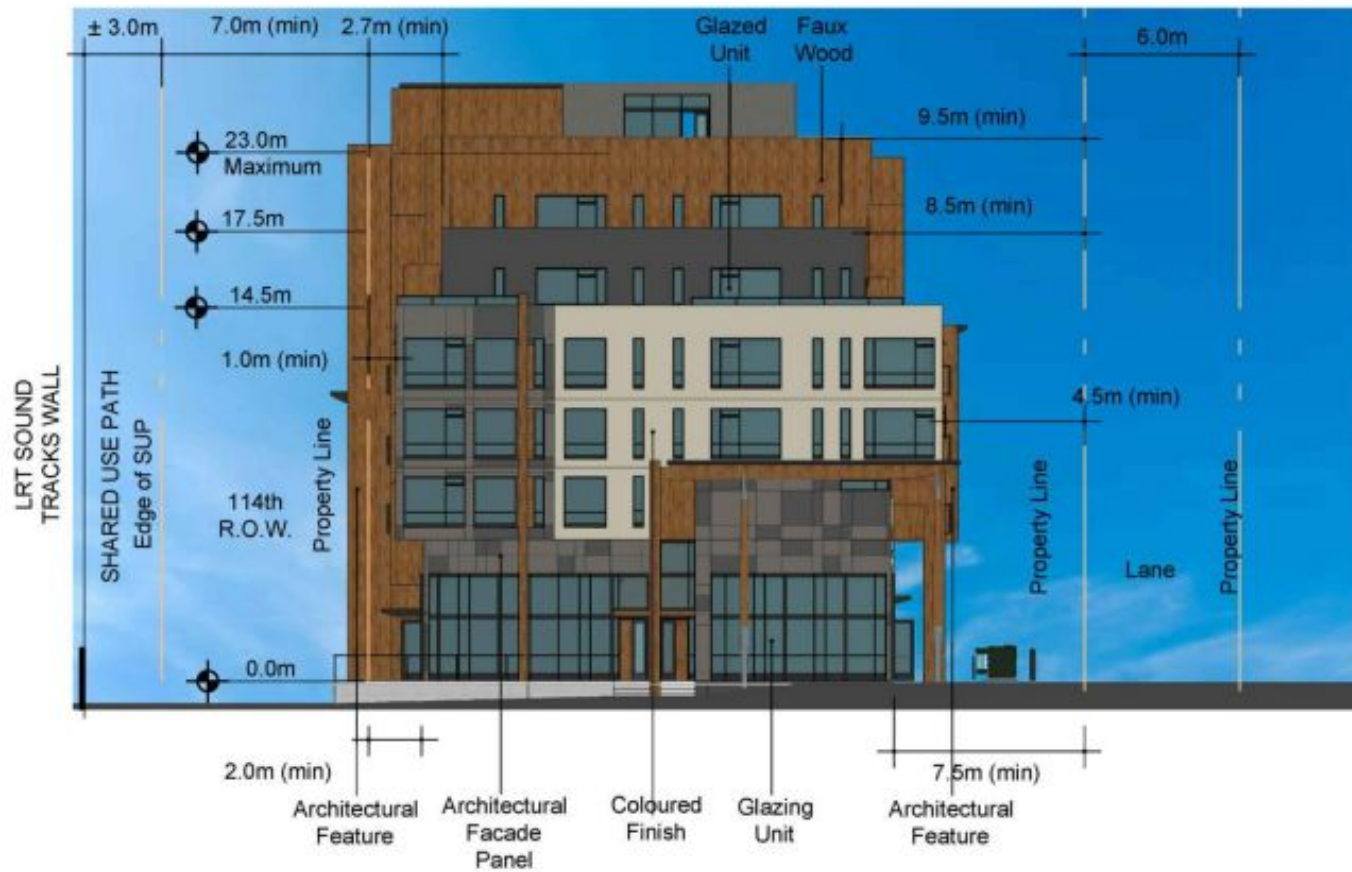 ± 3.0m
7.0m (min)
2.7m (min)
Glazed
Unit
Faux
Wood
6.0m
9.5m (min)
23.0m
Maximum
17.5m
8.5m (min)
14.5m
1.0m (min)
4.5m (min)
LRT SOUND
TRACKS WALL
SHARED USE PATH
Edge of SUP
114th
R.O.W.
Property Line
Property Line
Lane
Property Line
0.0m
2.0m (min)
7.5m (min)
Architectural
Feature
Architectural
Facade
Panel
Coloured
Finish
Glazing
Unit
Architectural
Feature